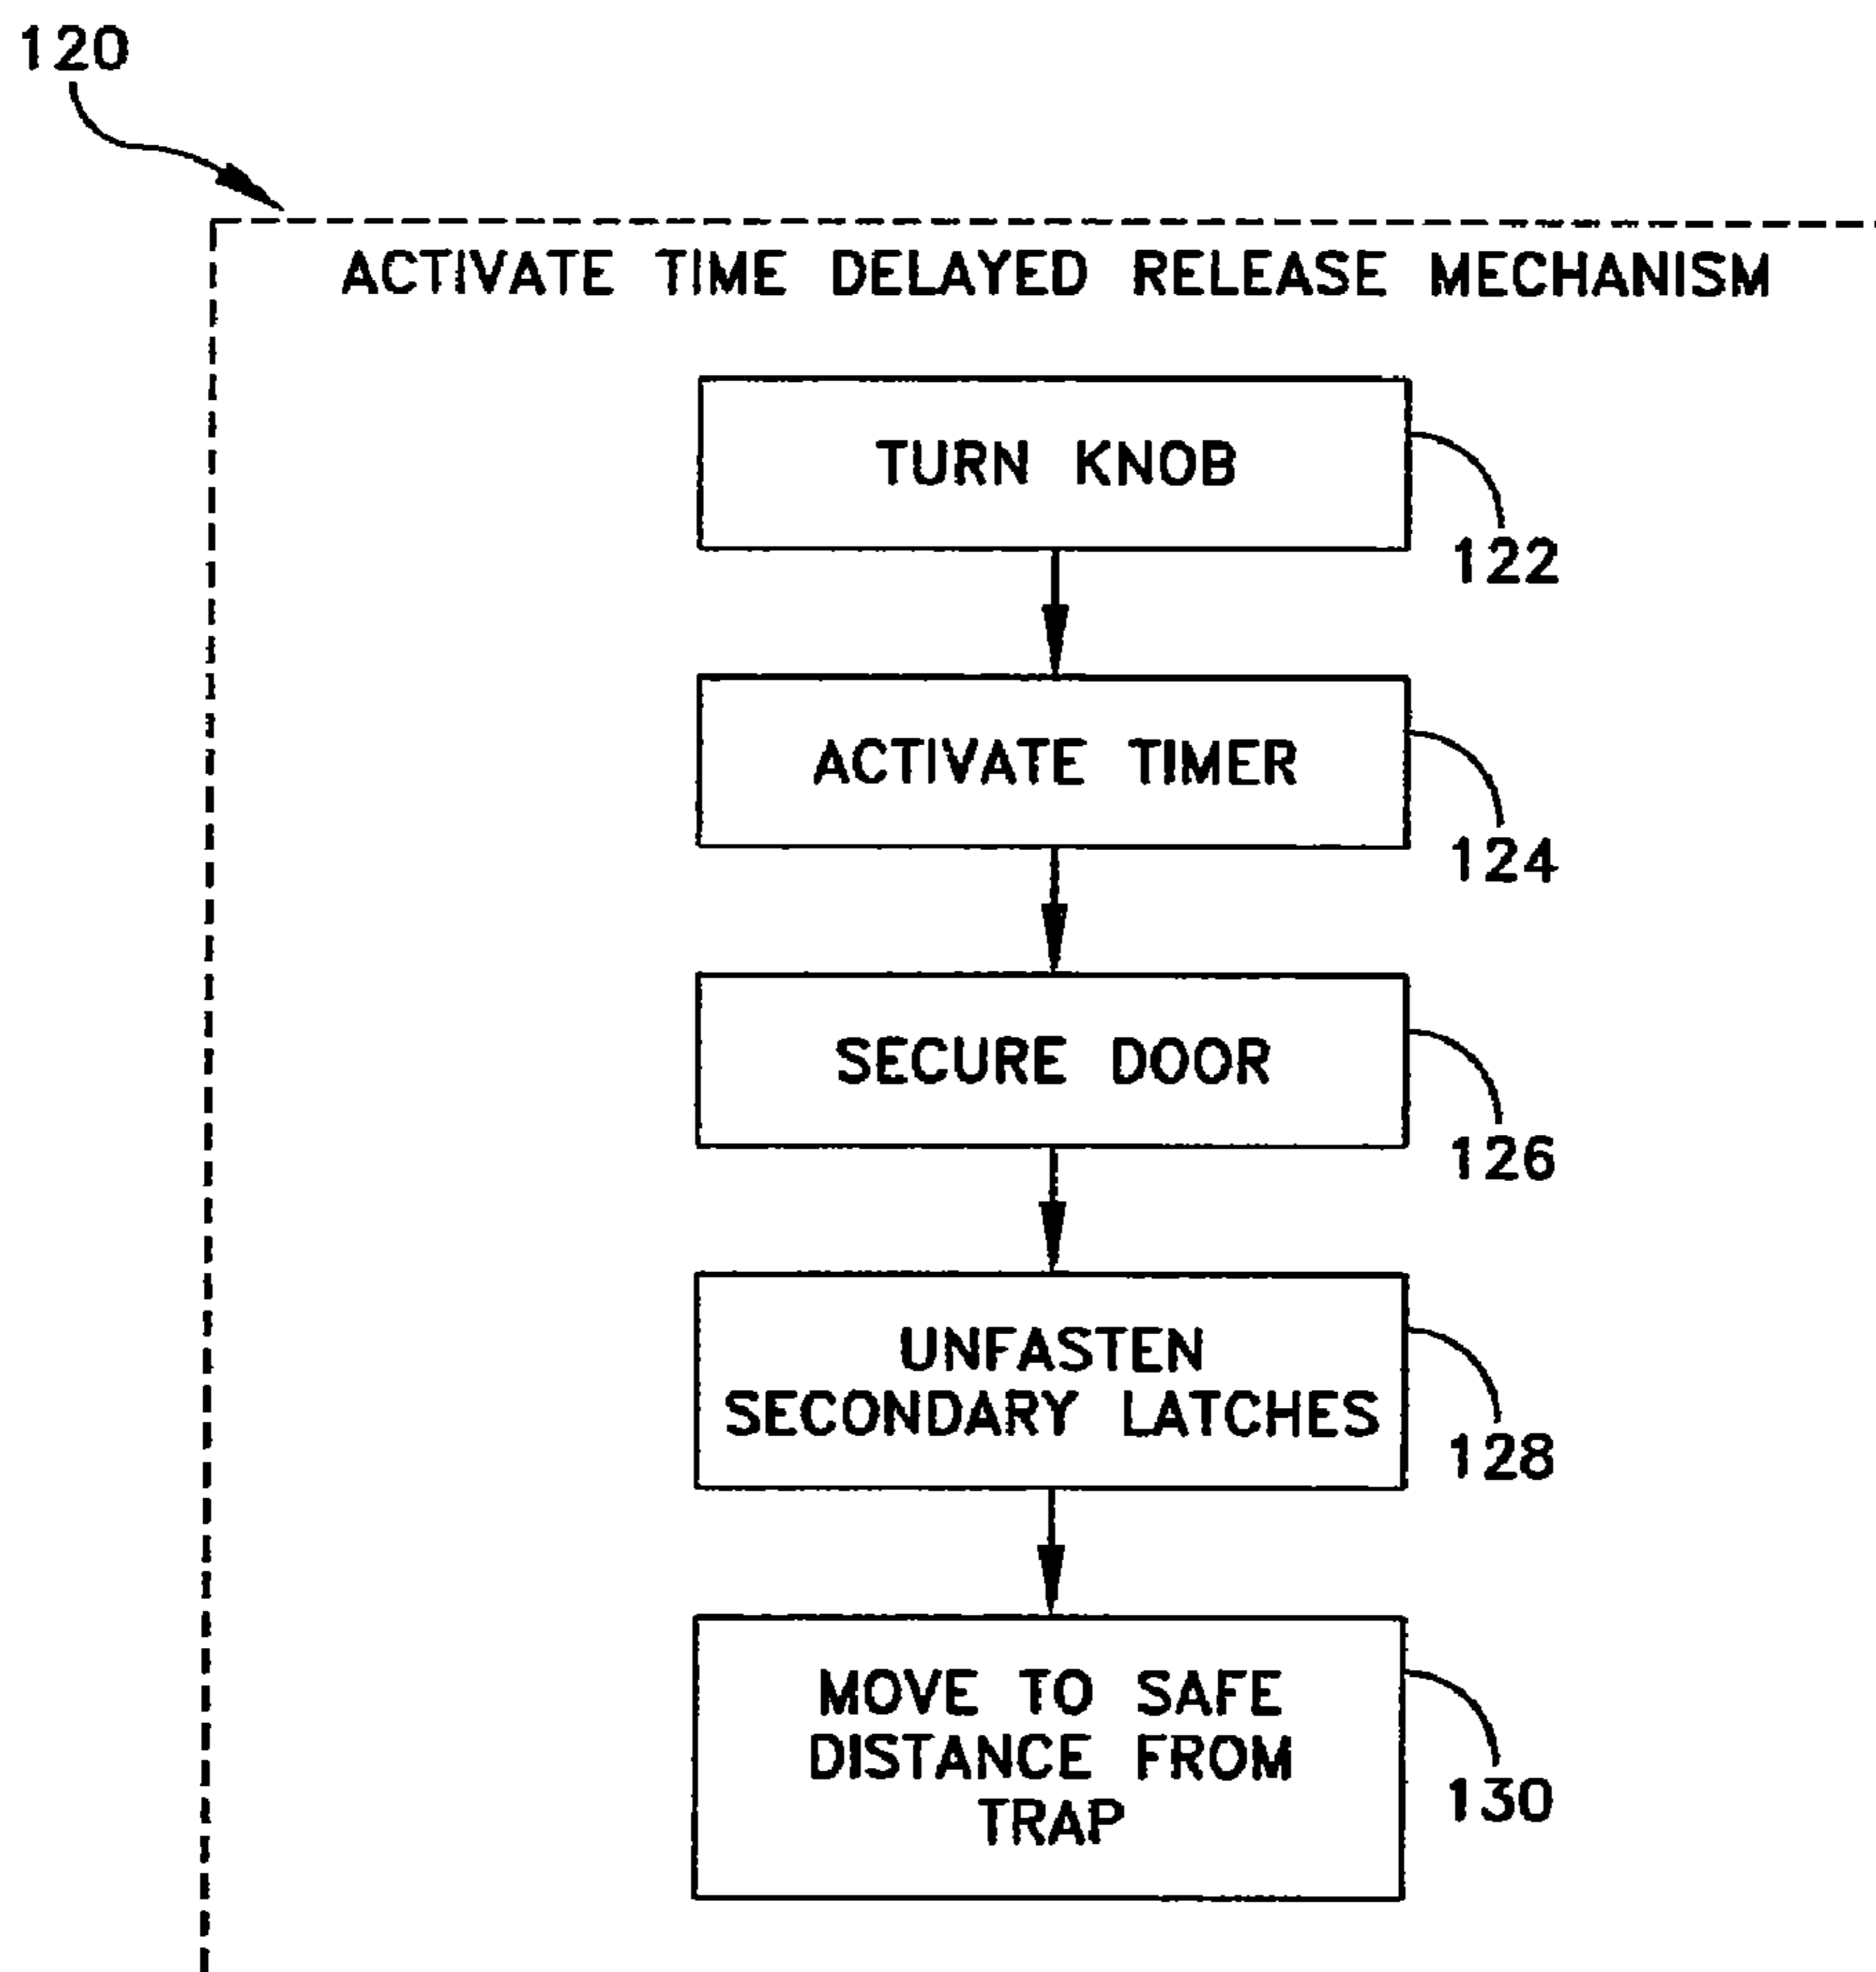 120
ACTIVATE TIME DELAYED RELEASE MECHANISM
TURN KNOB
122
ACTIVATE TIMER
124
SECURE DOOR
126
UNFASTEN
SECONDARY LATCHES
128
MOVE TO SAFE
DISTANCE FROM
TRAP
130